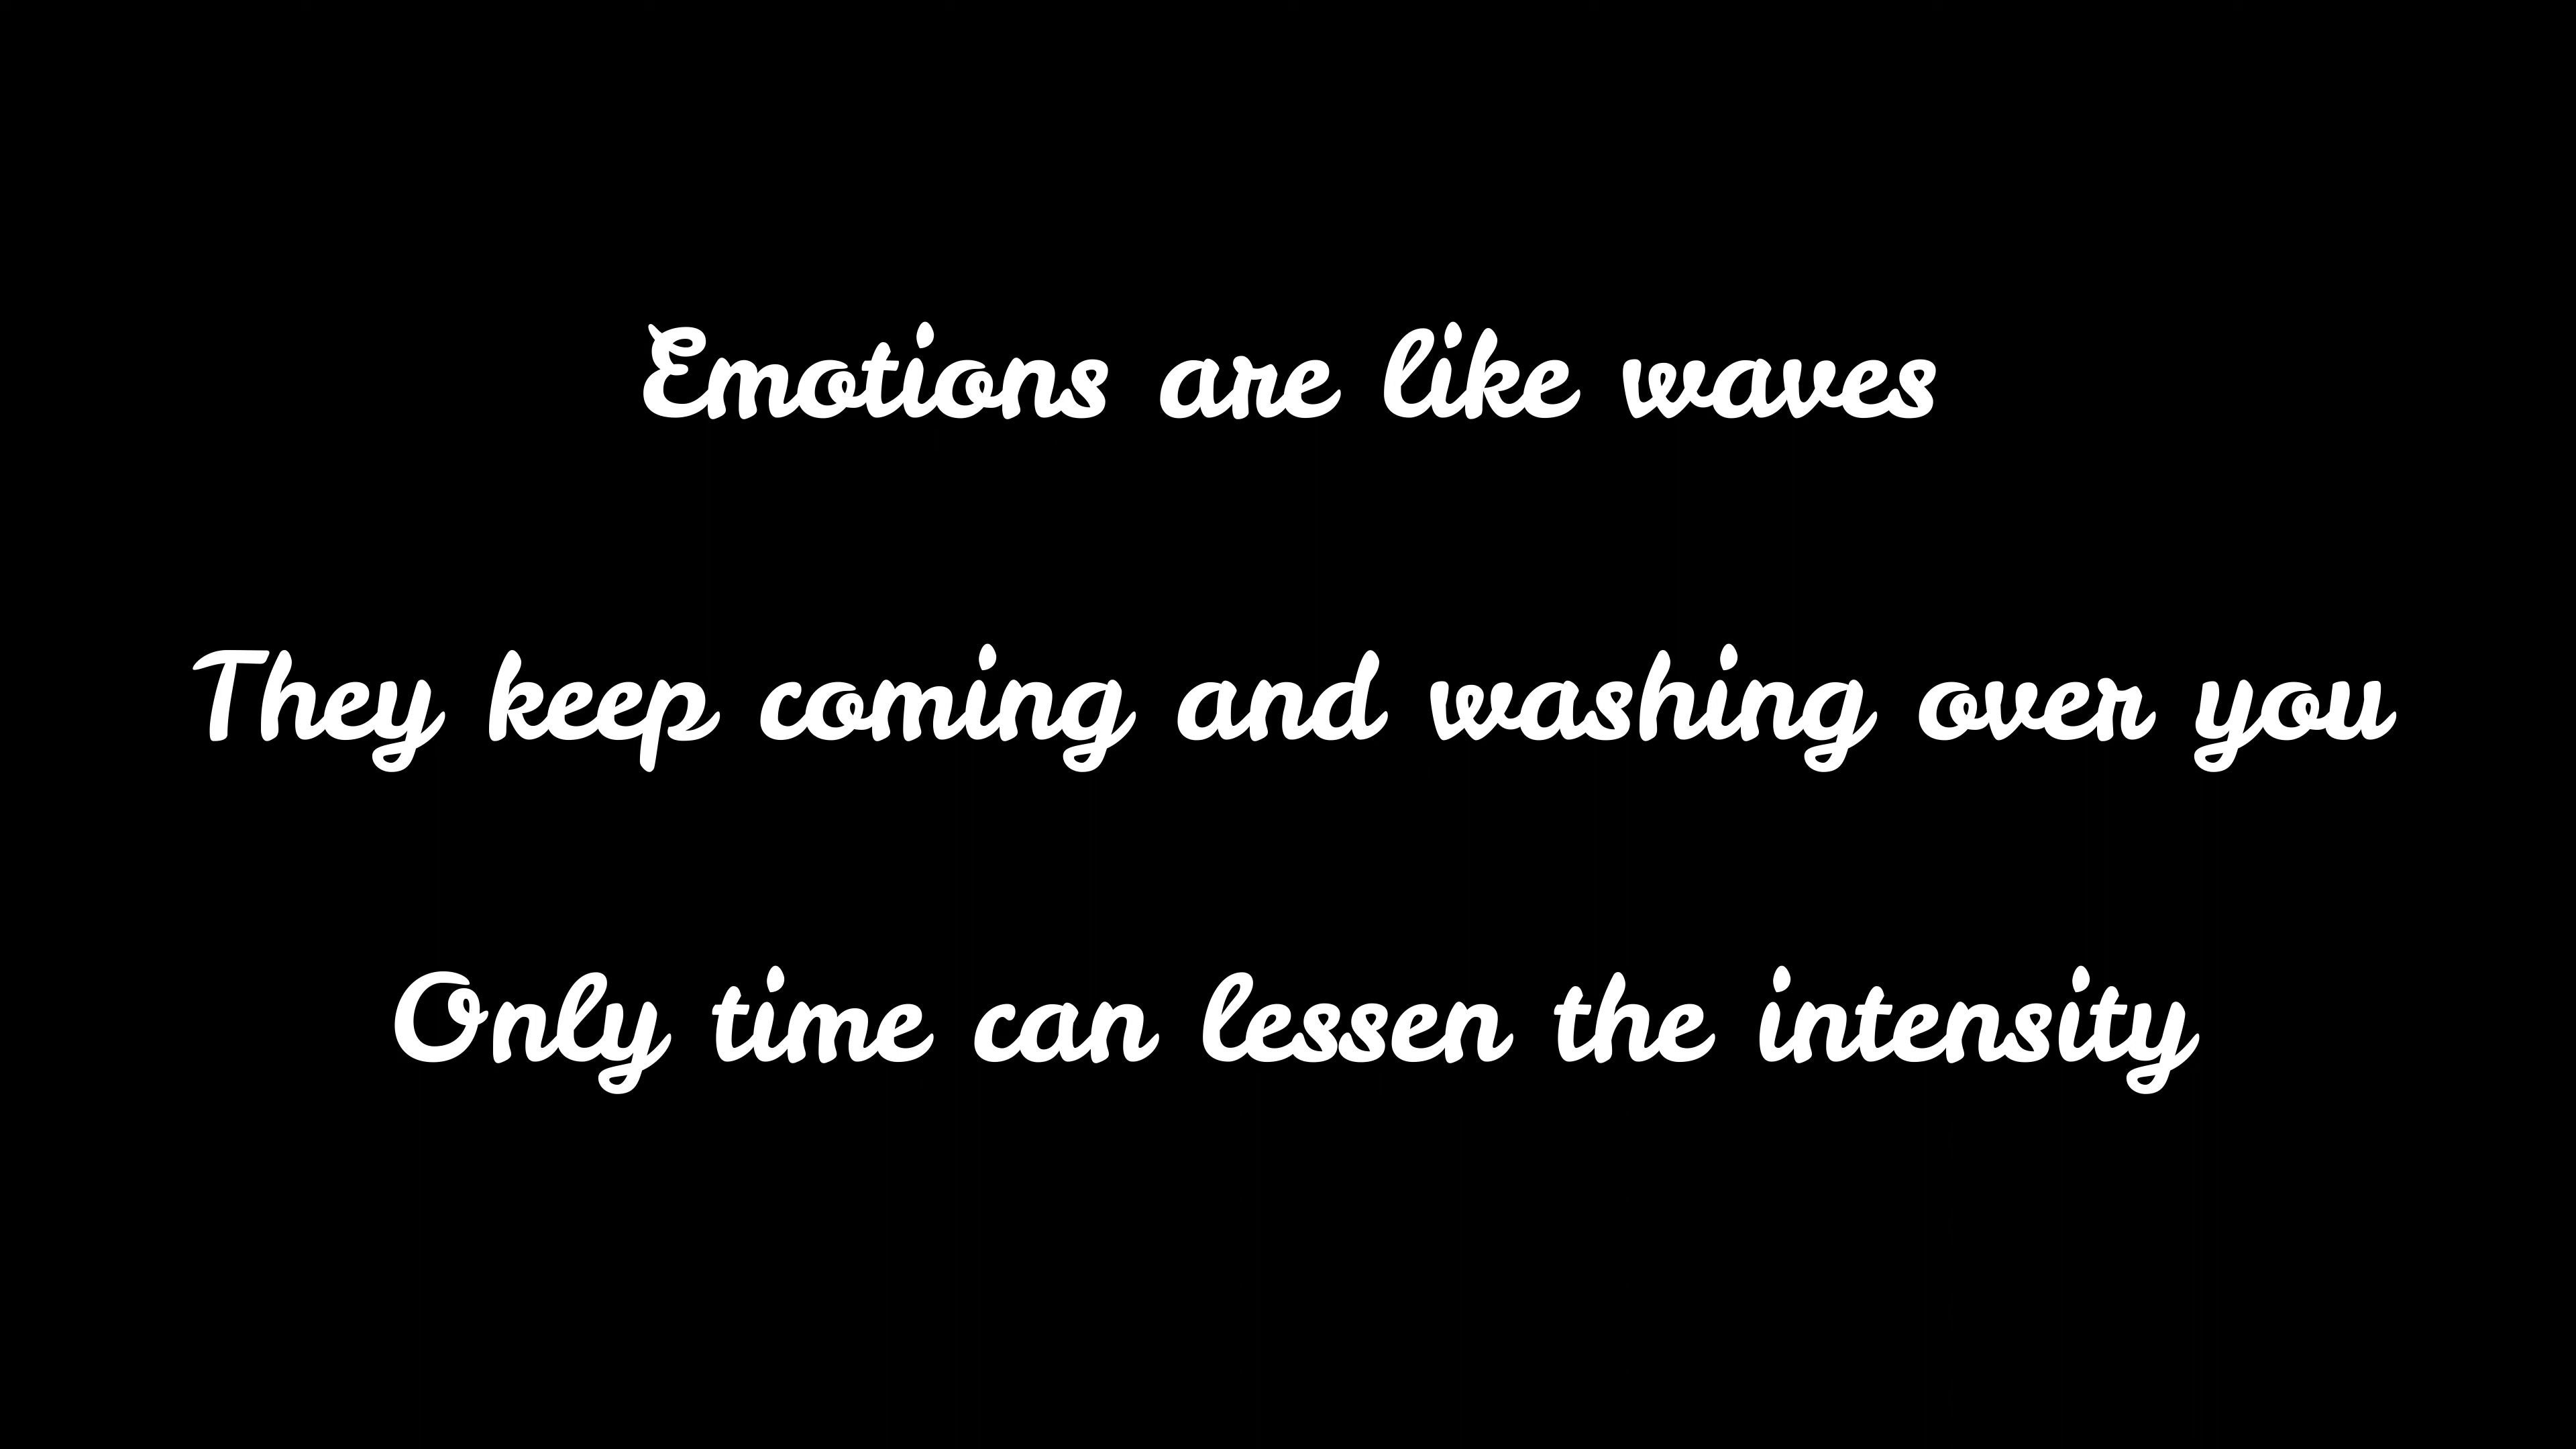 Emotions are like waves
They keep coming and washing over you
Only time can lessen the intensity